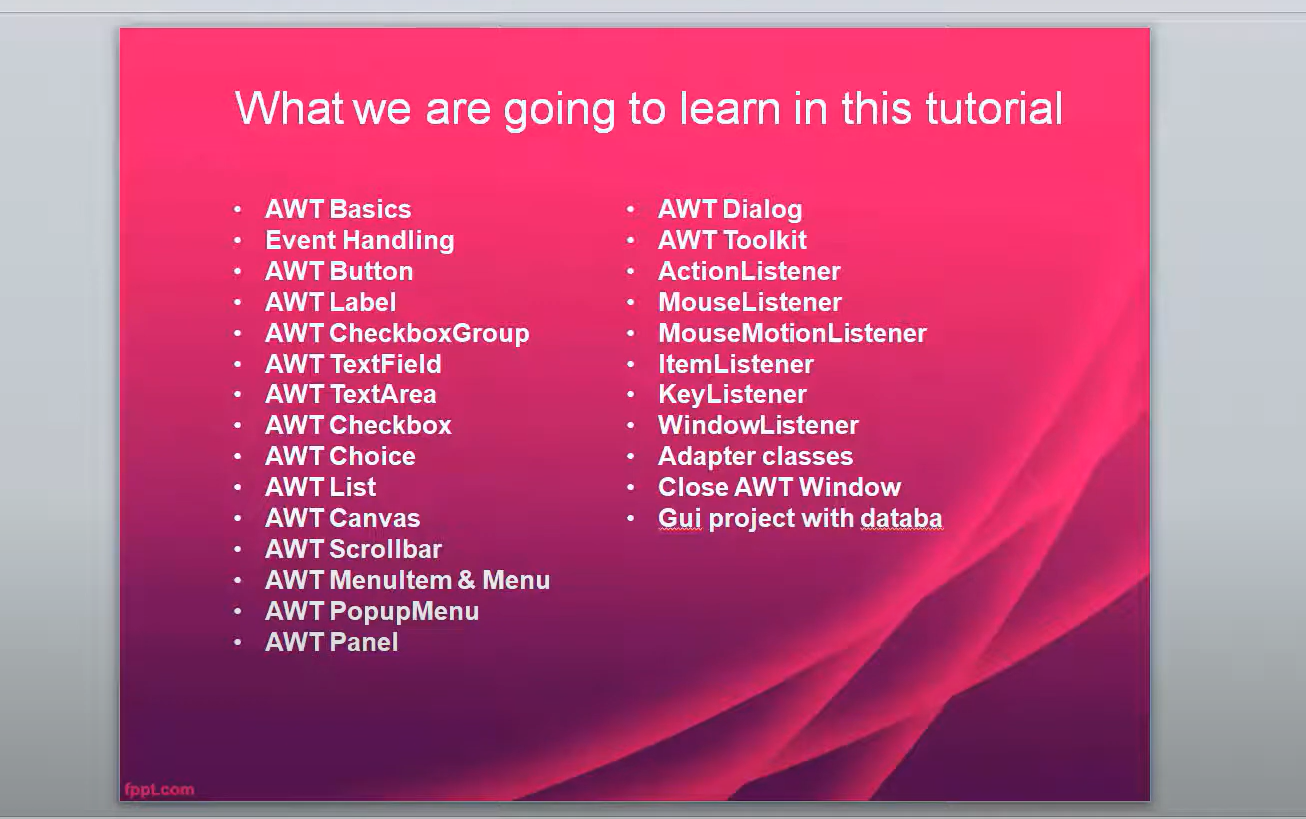 What we are going to learn in this tutorial
• AWT Basics
• Event Handling
• AWT Button
• AWT Label
• AWT CheckboxGroup
• AWT TextField
• AWT TextArea
• AWT Checkbox
• AWT Choice
• AWT List
• AWT Canvas
• AWT Scrollbar
• AWT MenuItem & Menu
• AWT PopupMenu
• AWT Panel
• AWT Dialog
• AWT Toolkit
• ActionListener
• MouseListener
• MouseMotionListener
• ItemListener
• KeyListener
• WindowListener
• Adapter classes
• Close AWT Window
• Gui project with databa
fppt.com